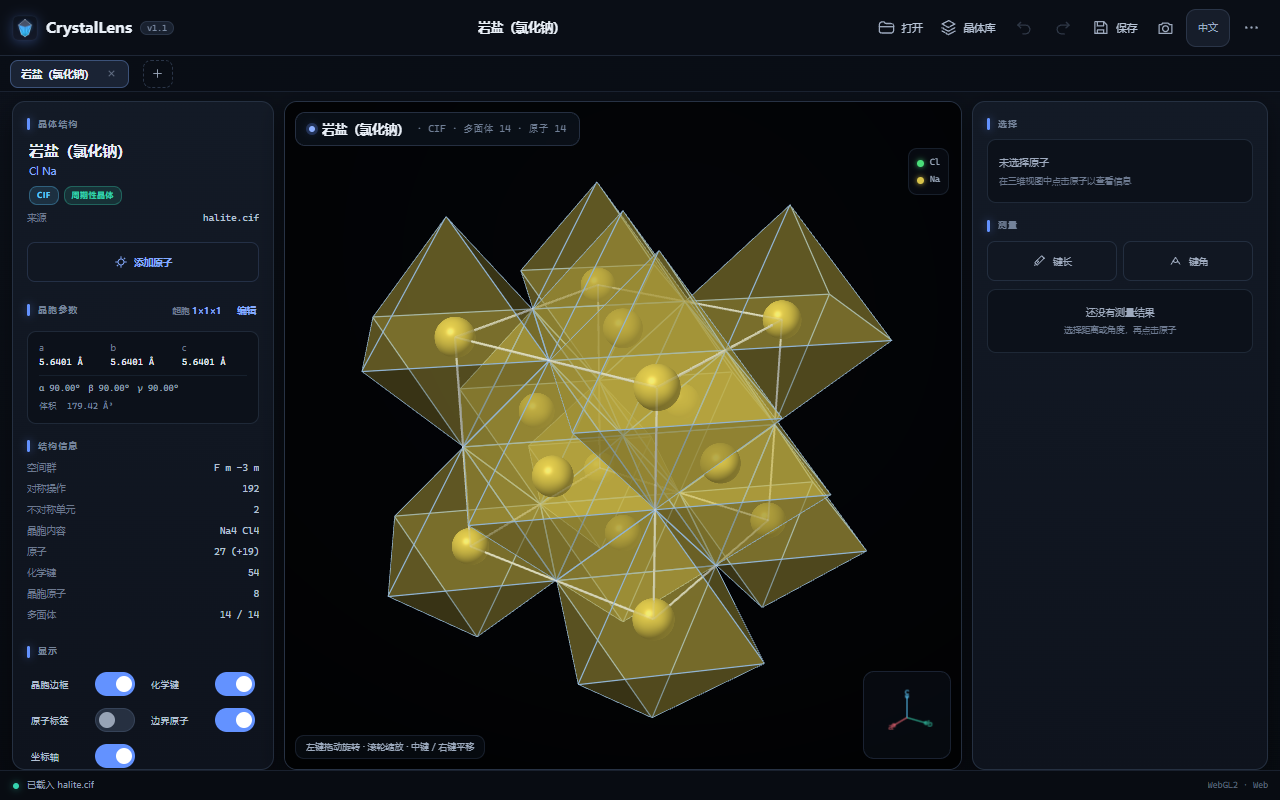 CrystalLens v1.1
岩盐（氯化钠）
打开 晶体库 保存 中文
岩盐（氯化钠） × +
晶体结构
岩盐（氯化钠）
Cl Na
CIF 周期性晶体
来源 halite.cif
添加原子
晶胞参数 超胞 1×1×1 编辑
a b c
5.6401 Å 5.6401 Å 5.6401 Å
α 90.00° β 90.00° γ 90.00°
体积 179.42 Å³
结构信息
空间群 F m -3 m
对称操作 192
不对称单元 2
晶胞内容 Na4 Cl4
原子 27 (+19)
化学键 54
晶胞原子 8
多面体 14 / 14
显示
晶胞边框 化学键
原子标签 边界原子
坐标轴
岩盐（氯化钠） · CIF · 多面体 14 · 原子 14
Cl
Na
左键拖动旋转 · 滚轮缩放 · 中键 / 右键平移
选择
未选择原子
在三维视图中点击原子以查看信息
测量
键长 键角
还没有测量结果
选择距离或角度，再点击原子
已载入 halite.cif
WebGL2 · Web